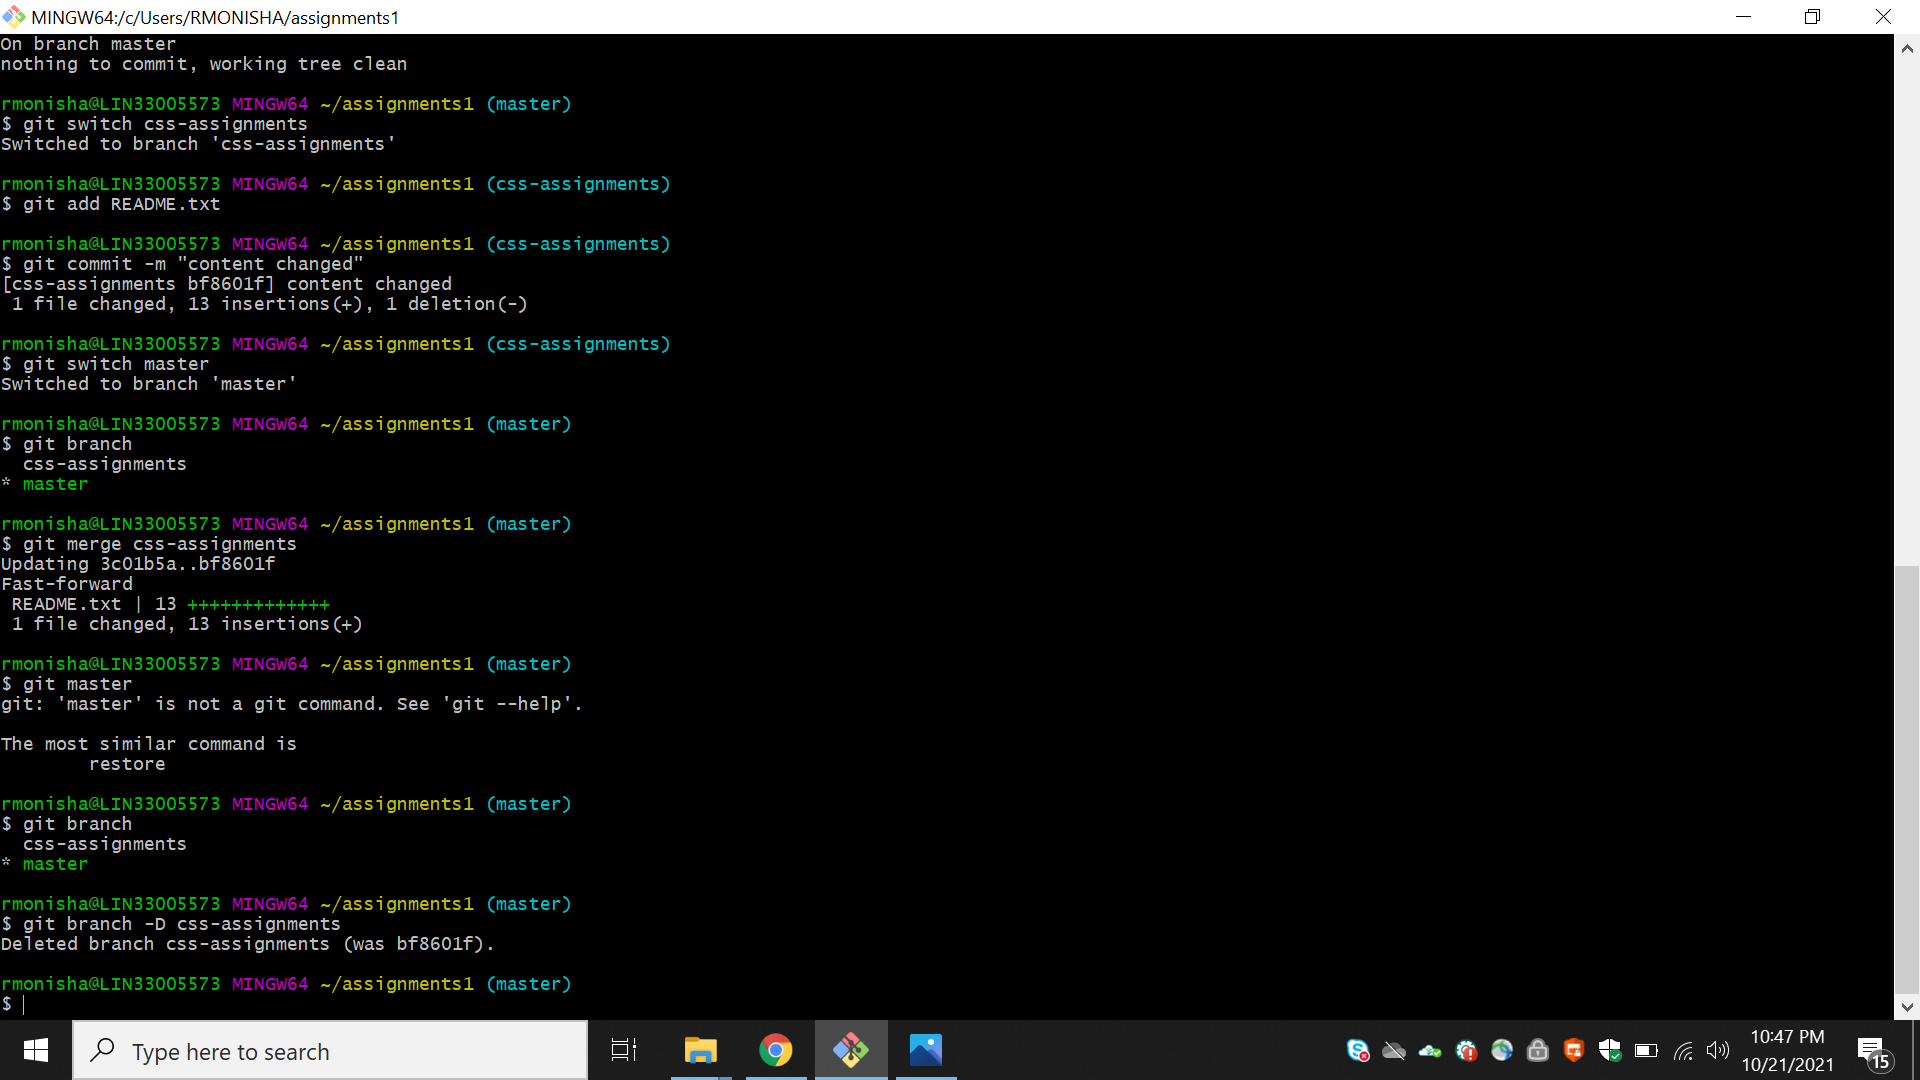 MINGW64:/c/Users/RMONISHA/assignments1
On branch master
nothing to commit, working tree clean
rmonisha@LIN33005573 MINGW64 ~/assignments1 (master)
$ git switch css-assignments
Switched to branch 'css-assignments'
rmonisha@LIN33005573 MINGW64 ~/assignments1 (css-assignments)
$ git add README.txt
rmonisha@LIN33005573 MINGW64 ~/assignments1 (css-assignments)
$ git commit -m "content changed"
[css-assignments bf8601f] content changed
 1 file changed, 13 insertions(+), 1 deletion(-)
rmonisha@LIN33005573 MINGW64 ~/assignments1 (css-assignments)
$ git switch master
Switched to branch 'master'
rmonisha@LIN33005573 MINGW64 ~/assignments1 (master)
$ git branch
  css-assignments
* master
rmonisha@LIN33005573 MINGW64 ~/assignments1 (master)
$ git merge css-assignments
Updating 3c01b5a..bf8601f
Fast-forward
 README.txt | 13 +++++++++++++
 1 file changed, 13 insertions(+)
rmonisha@LIN33005573 MINGW64 ~/assignments1 (master)
$ git master
git: 'master' is not a git command. See 'git --help'.
The most similar command is
        restore
rmonisha@LIN33005573 MINGW64 ~/assignments1 (master)
$ git branch
  css-assignments
* master
rmonisha@LIN33005573 MINGW64 ~/assignments1 (master)
$ git branch -D css-assignments
Deleted branch css-assignments (was bf8601f).
rmonisha@LIN33005573 MINGW64 ~/assignments1 (master)
$
Type here to search
10:47 PM
10/21/2021
15